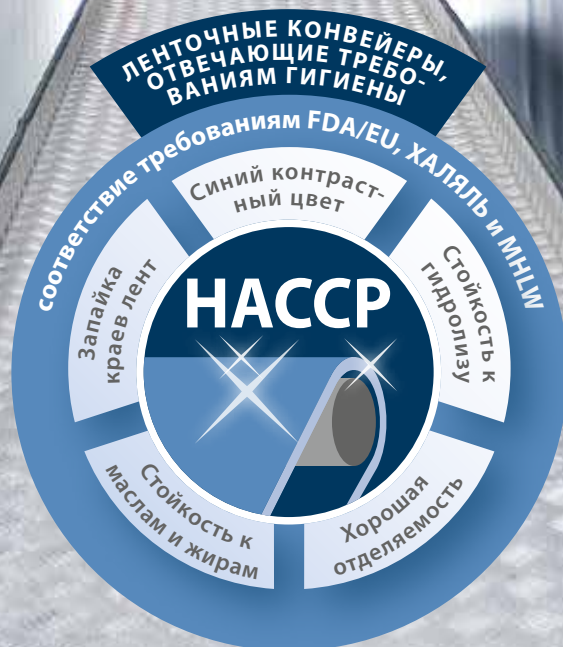 ЛЕНТОЧНЫЕ КОНВЕЙЕРЫ,
ОТВЕЧАЮЩИЕ ТРЕБО-
ВАНИЯМ ГИГИЕНЫ
соответствие требованиям FDA/EU, ХАЛЯЛЬ и MHLW
Синий контраст-
ный цвет
Стойкость к
гидролизу
Хорошая
отделяемость
Стойкость к
маслам и жирам
Запайка
краев лент
HACCP